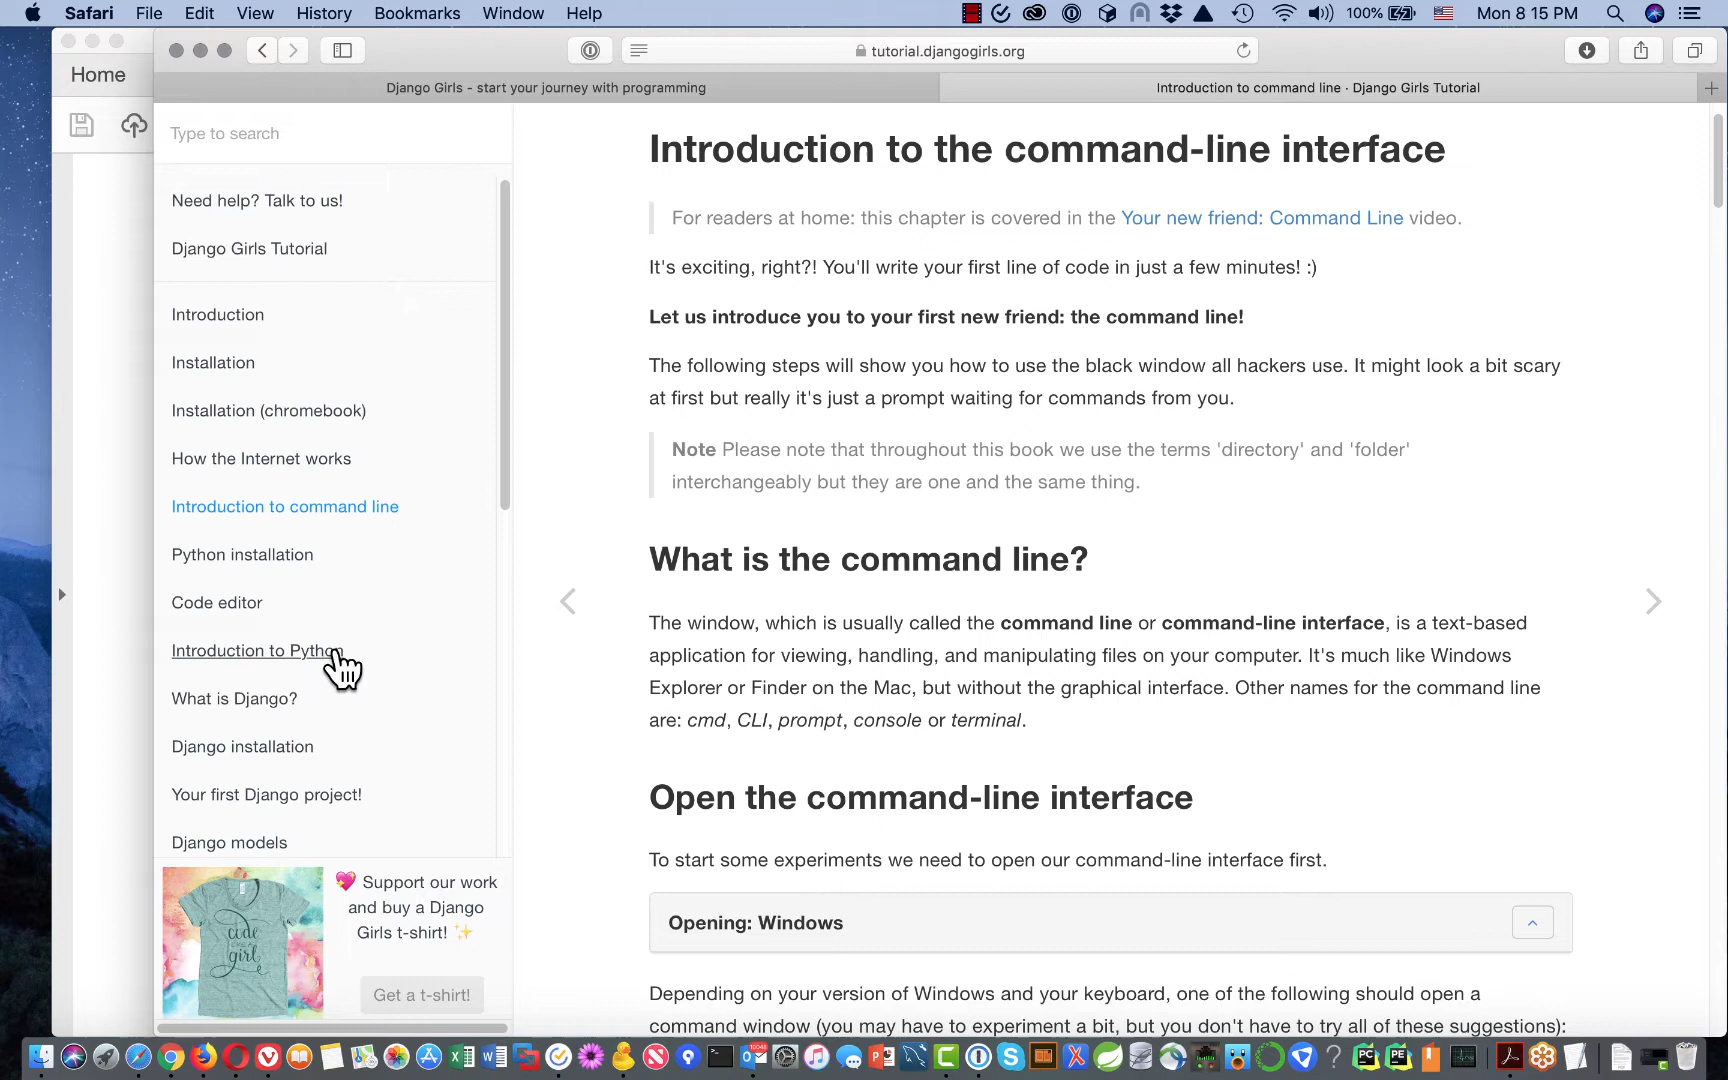 Safari File Edit View History Bookmarks Window Help
100% Mon 8 15 PM
Home
tutorial.djangogirls.org
Django Girls - start your journey with programming
Introduction to command line · Django Girls Tutorial
Type to search
Need help? Talk to us!
Django Girls Tutorial
Introduction
Installation
Installation (chromebook)
How the Internet works
Introduction to command line
Python installation
Code editor
Introduction to Python
What is Django?
Django installation
Your first Django project!
Django models
💖 Support our work
and buy a Django
Girls t-shirt! ✨
Get a t-shirt!
code
like a
girl
Introduction to the command-line interface
For readers at home: this chapter is covered in the Your new friend: Command Line video.
It's exciting, right?! You'll write your first line of code in just a few minutes! :)
Let us introduce you to your first new friend: the command line!
The following steps will show you how to use the black window all hackers use. It might look a bit scary
at first but really it's just a prompt waiting for commands from you.
Note Please note that throughout this book we use the terms 'directory' and 'folder'
interchangeably but they are one and the same thing.
What is the command line?
The window, which is usually called the command line or command-line interface, is a text-based
application for viewing, handling, and manipulating files on your computer. It's much like Windows
Explorer or Finder on the Mac, but without the graphical interface. Other names for the command line
are: cmd, CLI, prompt, console or terminal.
Open the command-line interface
To start some experiments we need to open our command-line interface first.
Opening: Windows
Depending on your version of Windows and your keyboard, one of the following should open a
command window (you may have to experiment a bit, but you don't have to try all of these suggestions):